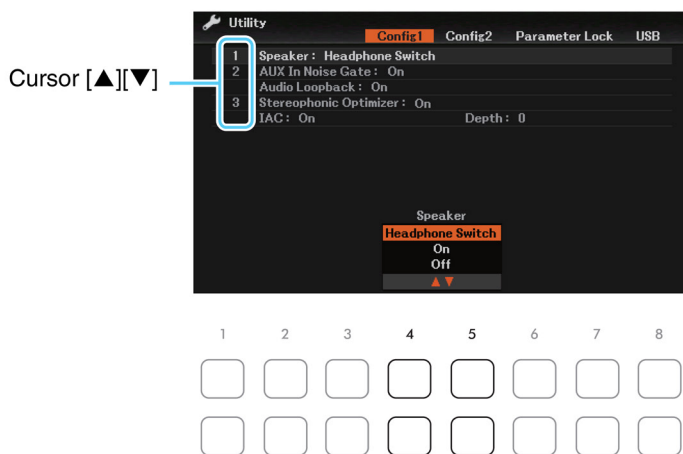 Utility
Config1 Config2 Parameter Lock USB
1 Speaker: Headphone Switch
2 AUX In Noise Gate: On
Audio Loopback: On
3 Stereophonic Optimizer: On
IAC: On Depth: 0
Cursor [▲][▼]
Speaker
Headphone Switch
On
Off
▲ ▼
1 2 3 4 5 6 7 8